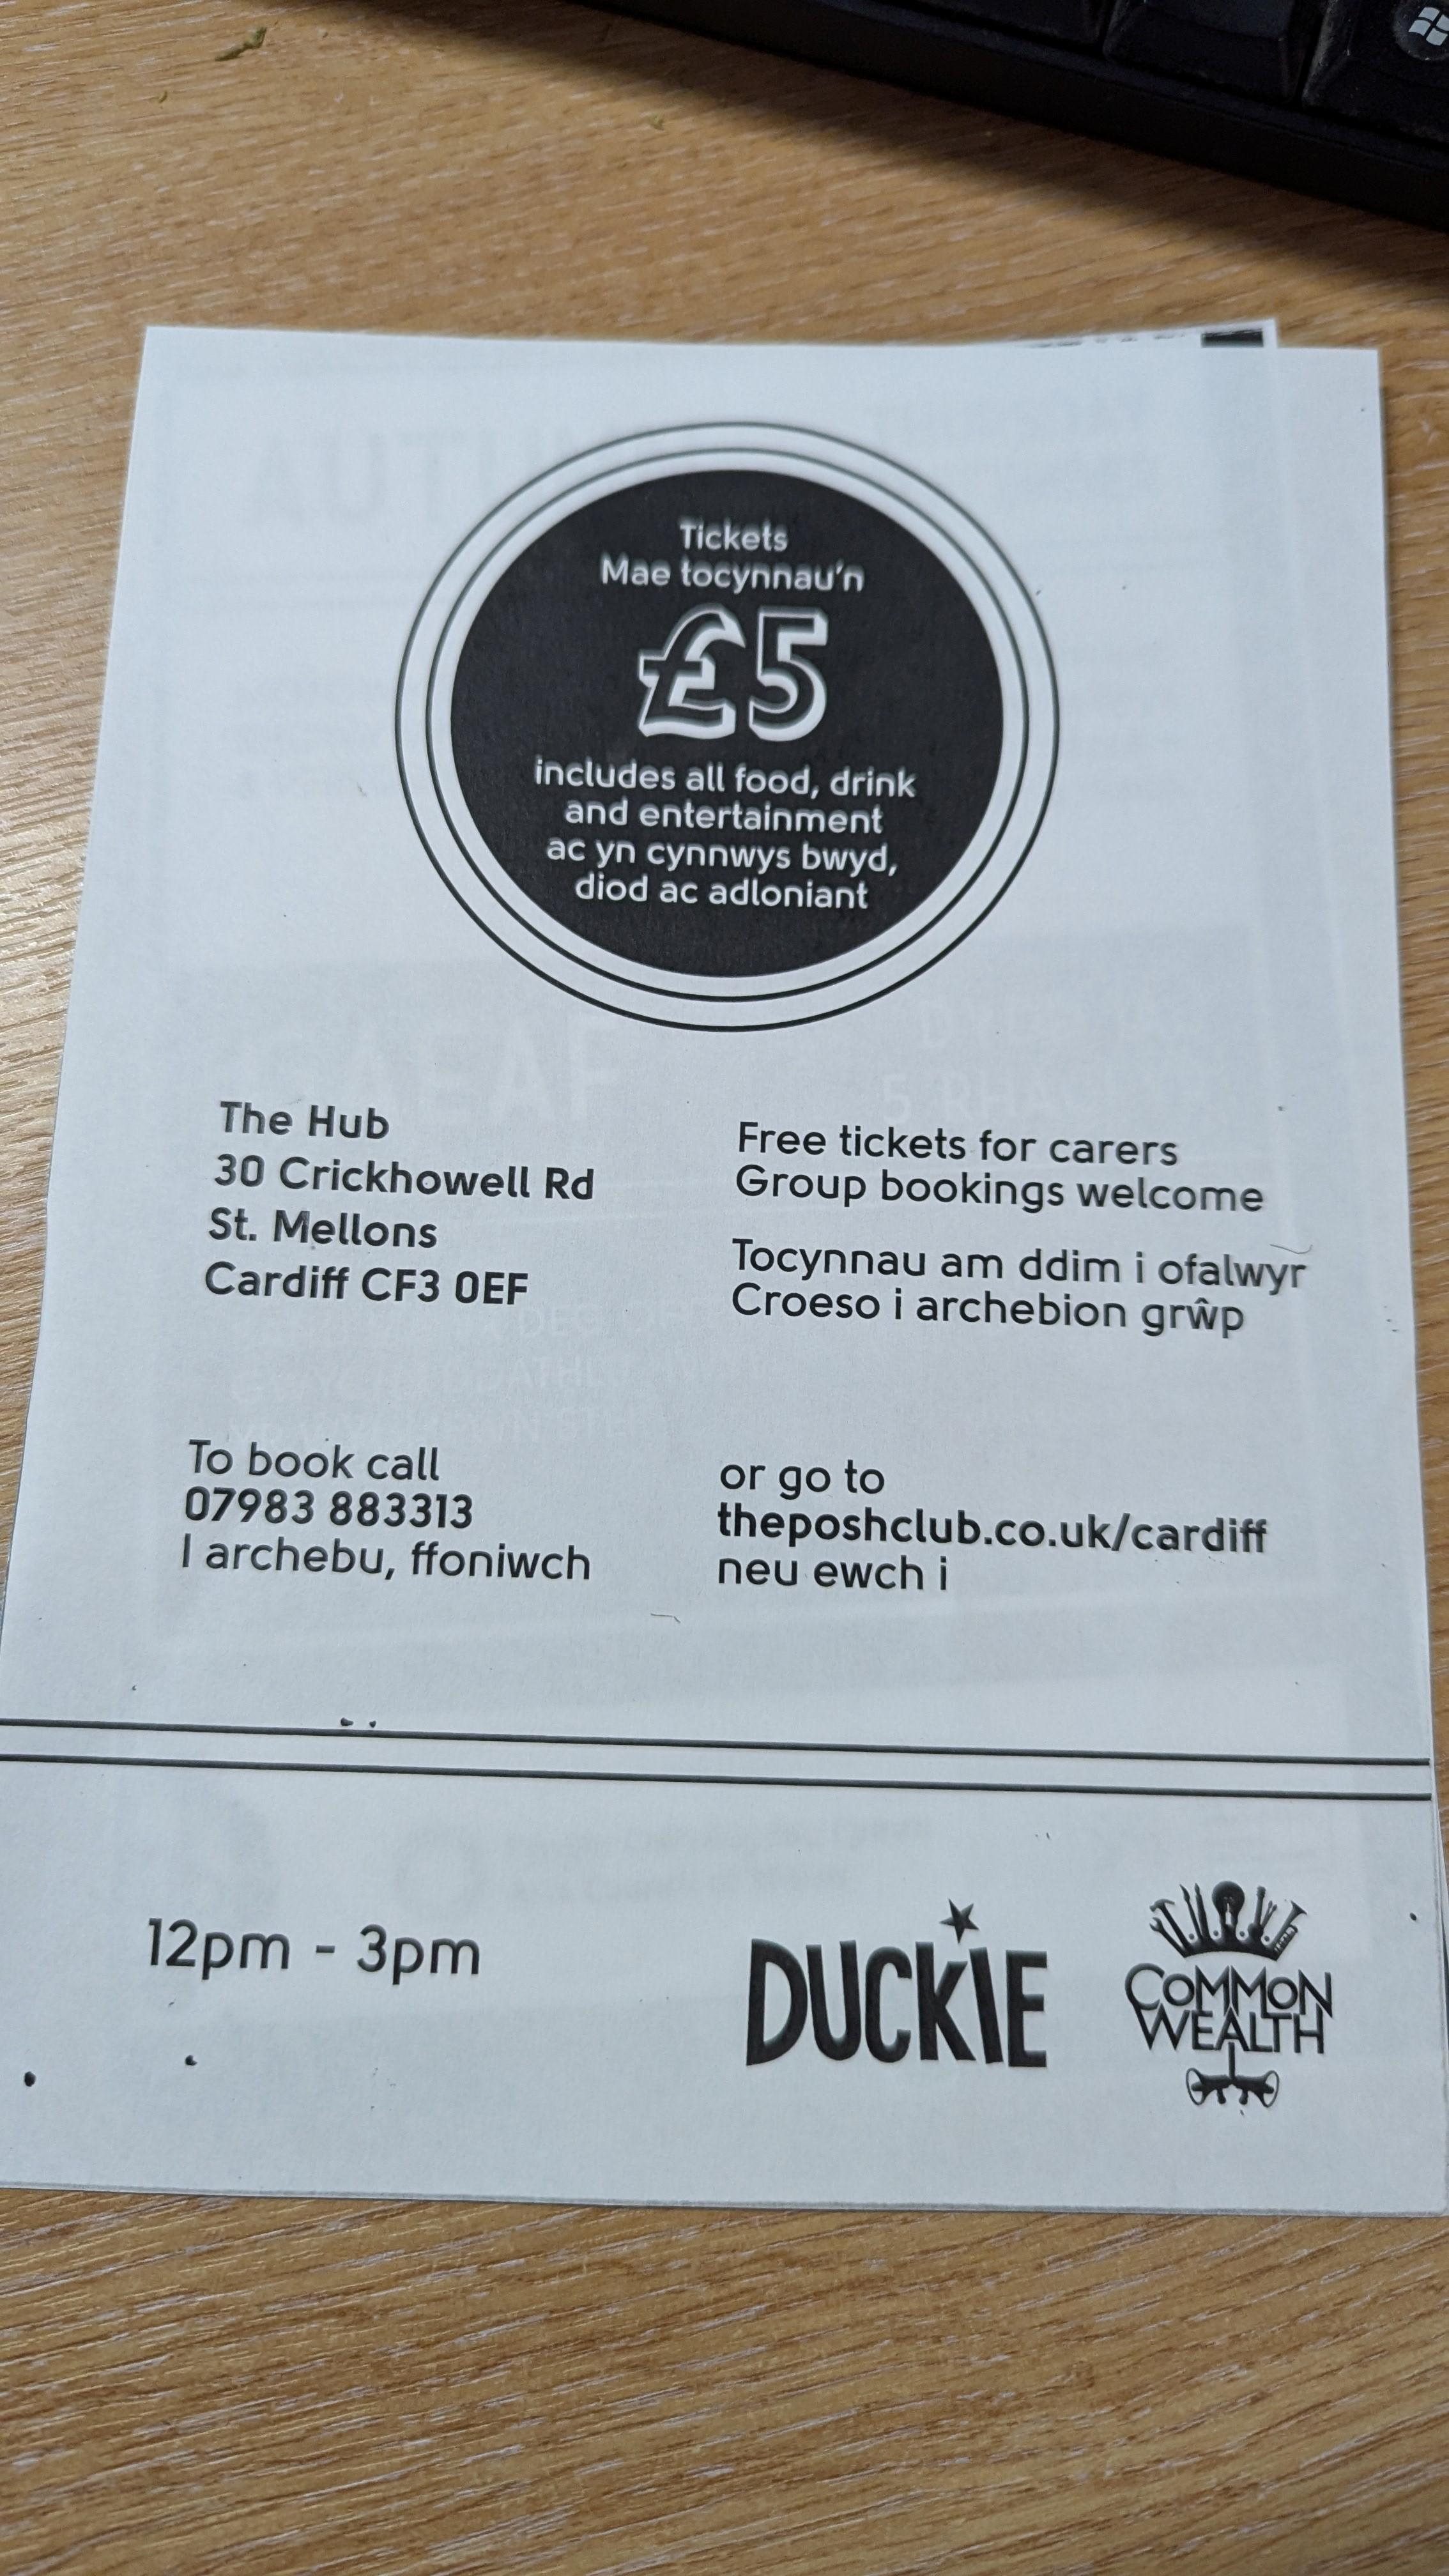 Tickets
Mae tocynnau'n
£5
includes all food, drink
and entertainment
ac yn cynnwys bwyd,
diod ac adloniant
The Hub
30 Crickhowell Rd
St. Mellons
Cardiff CF3 0EF
Free tickets for carers
Group bookings welcome
Tocynnau am ddim i ofalwyr
Croeso i archebion grŵp
To book call
07983 883313
I archebu, ffoniwch
or go to
theposhclub.co.uk/cardiff
neu ewch i
12pm - 3pm
DUCKIE
COMMON
WEALTH